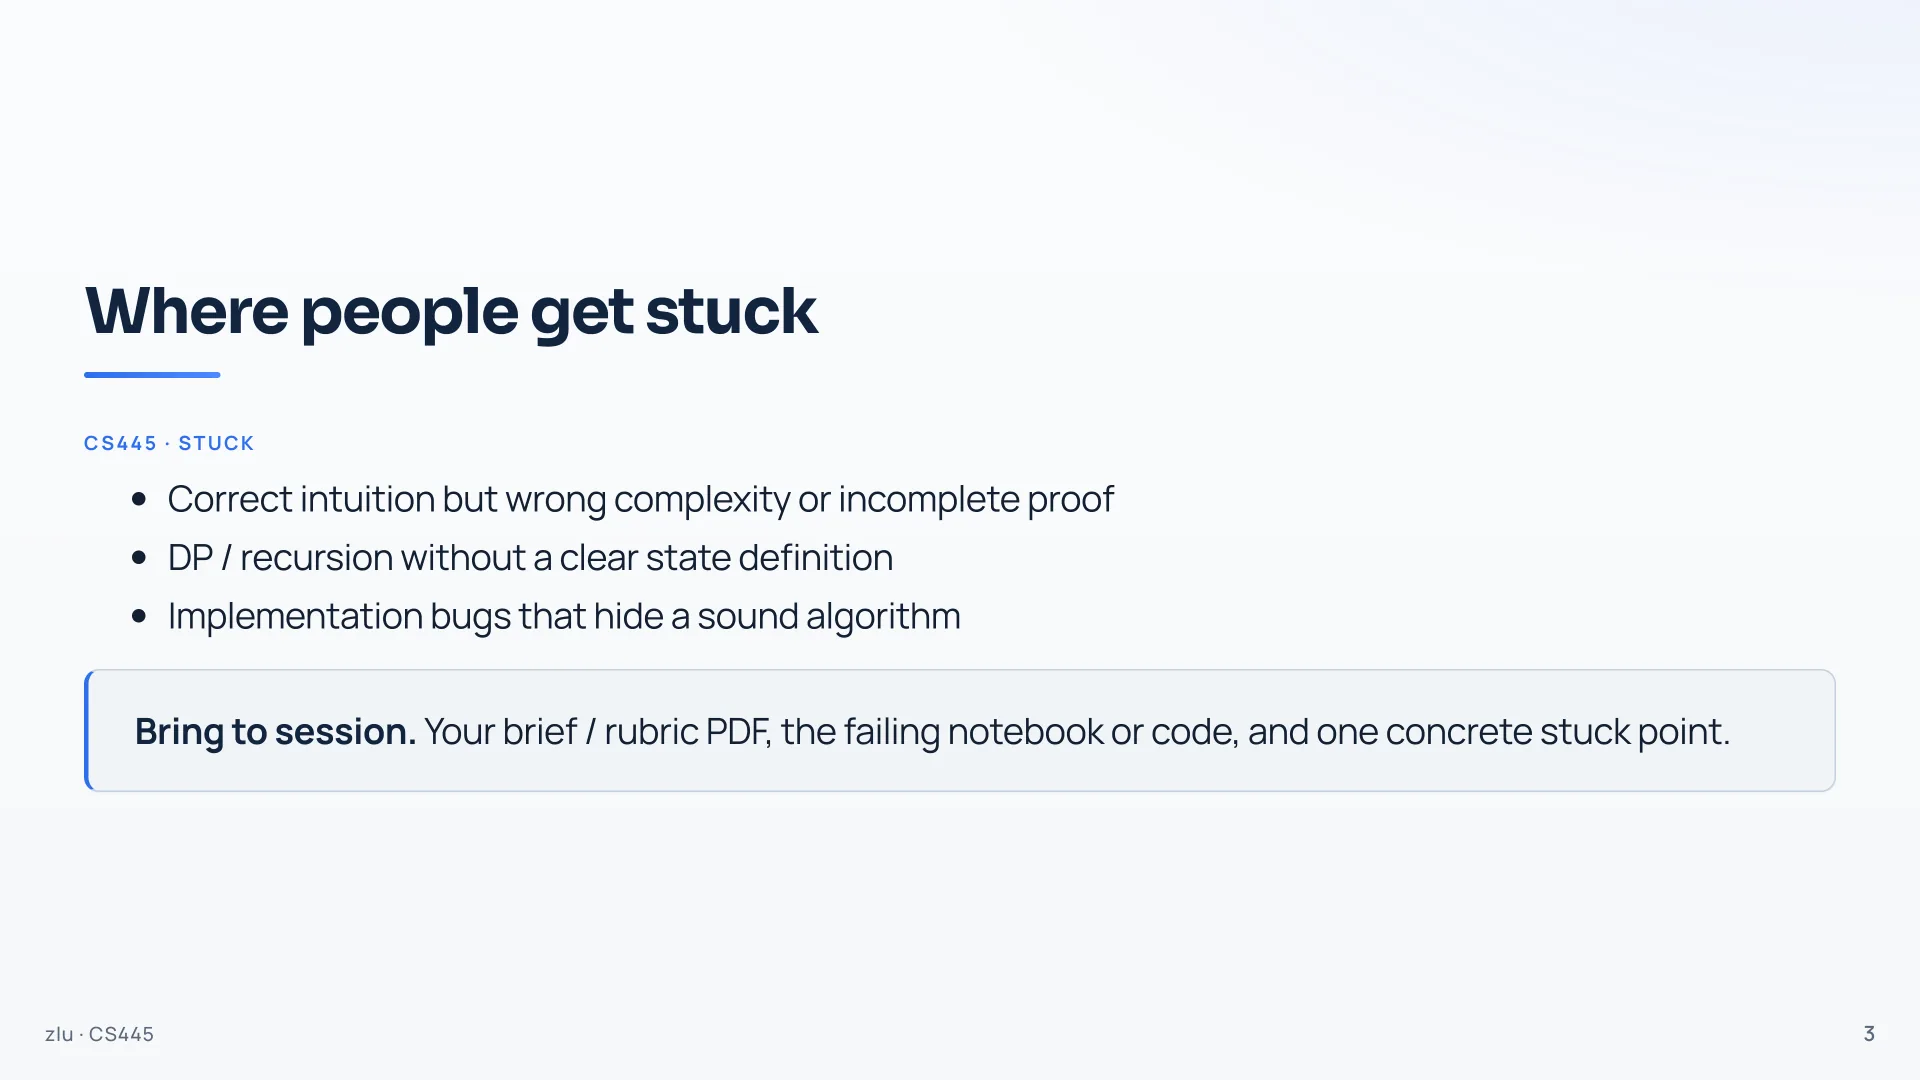 Where people get stuck
CS445 · STUCK
• Correct intuition but wrong complexity or incomplete proof
• DP / recursion without a clear state definition
• Implementation bugs that hide a sound algorithm
Bring to session. Your brief / rubric PDF, the failing notebook or code, and one concrete stuck point.
zlu · CS445
3